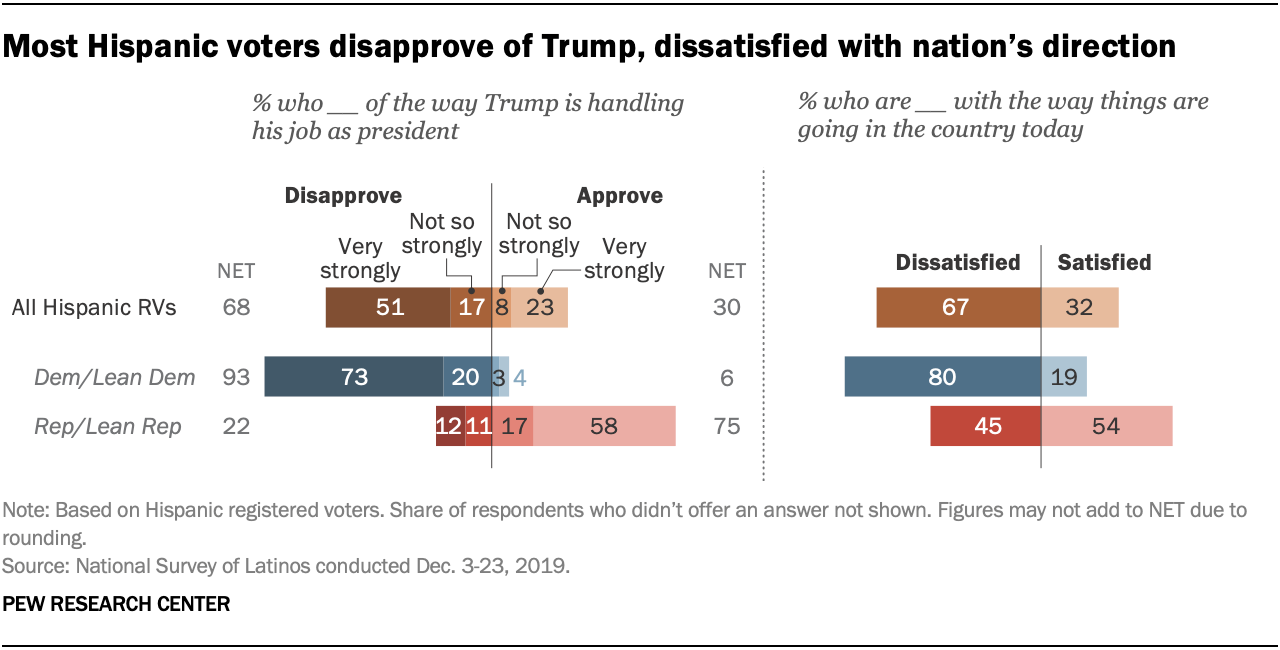 Most Hispanic voters disapprove of Trump, dissatisfied with nation's direction
% who __ of the way Trump is handling
his job as president
% who are __ with the way things are
going in the country today
Disapprove
Approve
Not so
strongly
Not so
strongly
Very
strongly
Very
strongly
NET
NET
Dissatisfied
Satisfied
All Hispanic RVs 68 51 17 8 23 30 67 32
Dem/Lean Dem 93 73 20 3 4 6 80 19
Rep/Lean Rep 22 12 11 17 58 75 45 54
Note: Based on Hispanic registered voters. Share of respondents who didn't offer an answer not shown. Figures may not add to NET due to
rounding.
Source: National Survey of Latinos conducted Dec. 3-23, 2019.
PEW RESEARCH CENTER